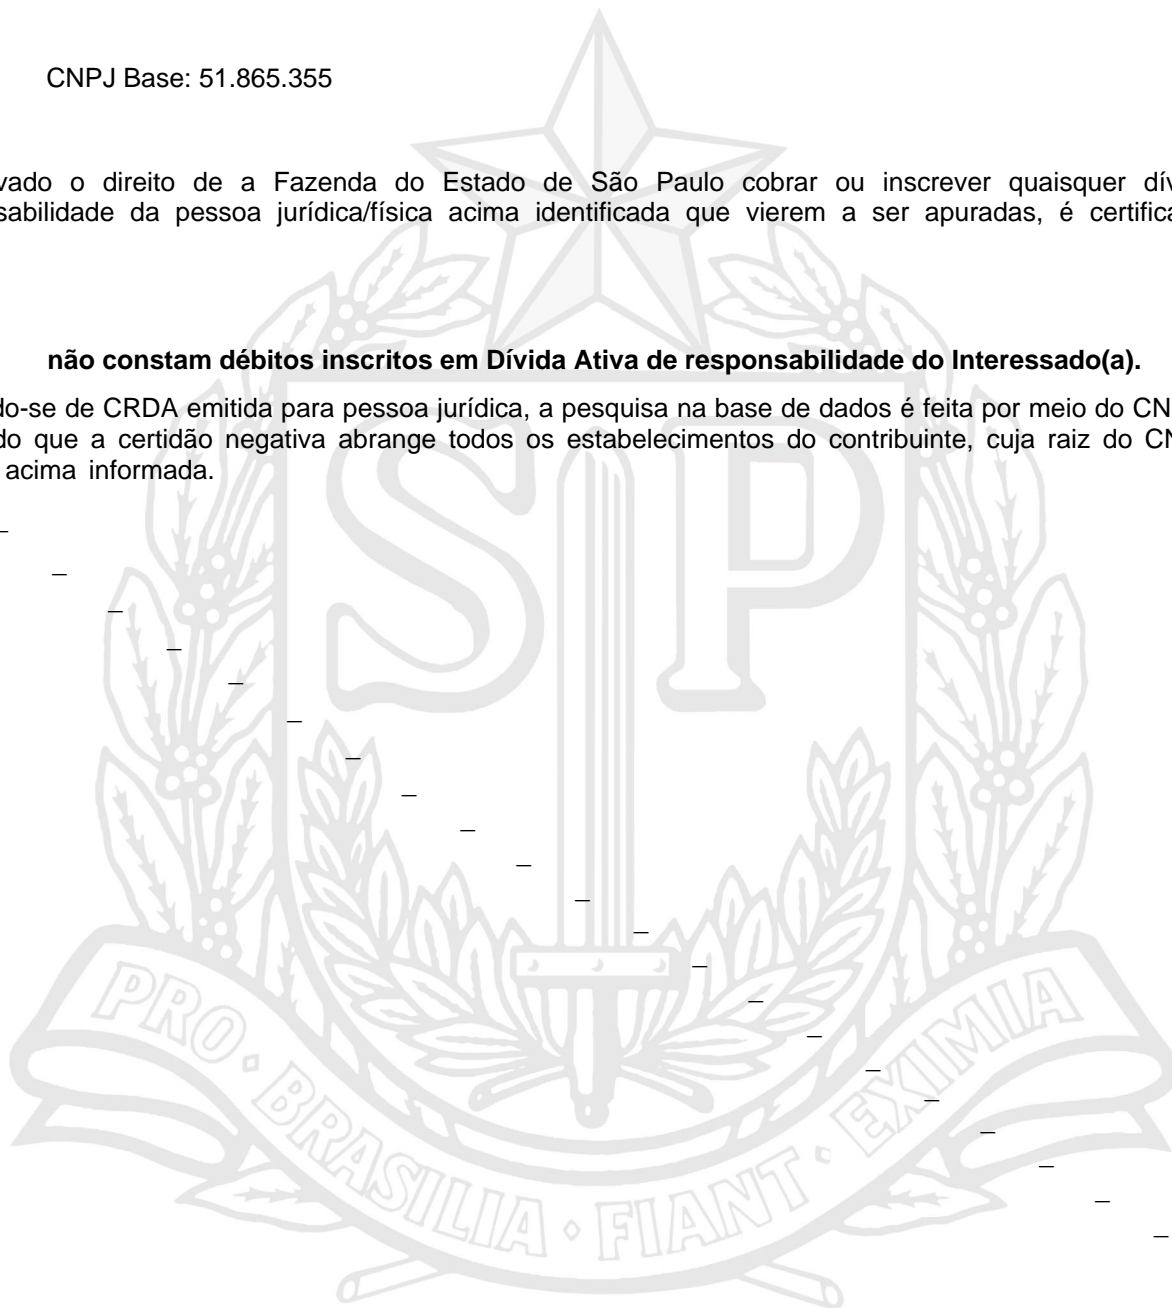 CNPJ Base: 51.865.355
vado o direito de a Fazenda do Estado de São Paulo cobrar ou inscrever quaisquer dív
sabilidade da pessoa jurídica/física acima identificada que vierem a ser apuradas, é certifica
não constam débitos inscritos em Dívida Ativa de responsabilidade do Interessado(a).
do-se de CRDA emitida para pessoa jurídica, a pesquisa na base de dados é feita por meio do CN
do que a certidão negativa abrange todos os estabelecimentos do contribuinte, cuja raiz do CN
acima informada.
SP
PRO · BRASILIA · FIANT · EXIMIA